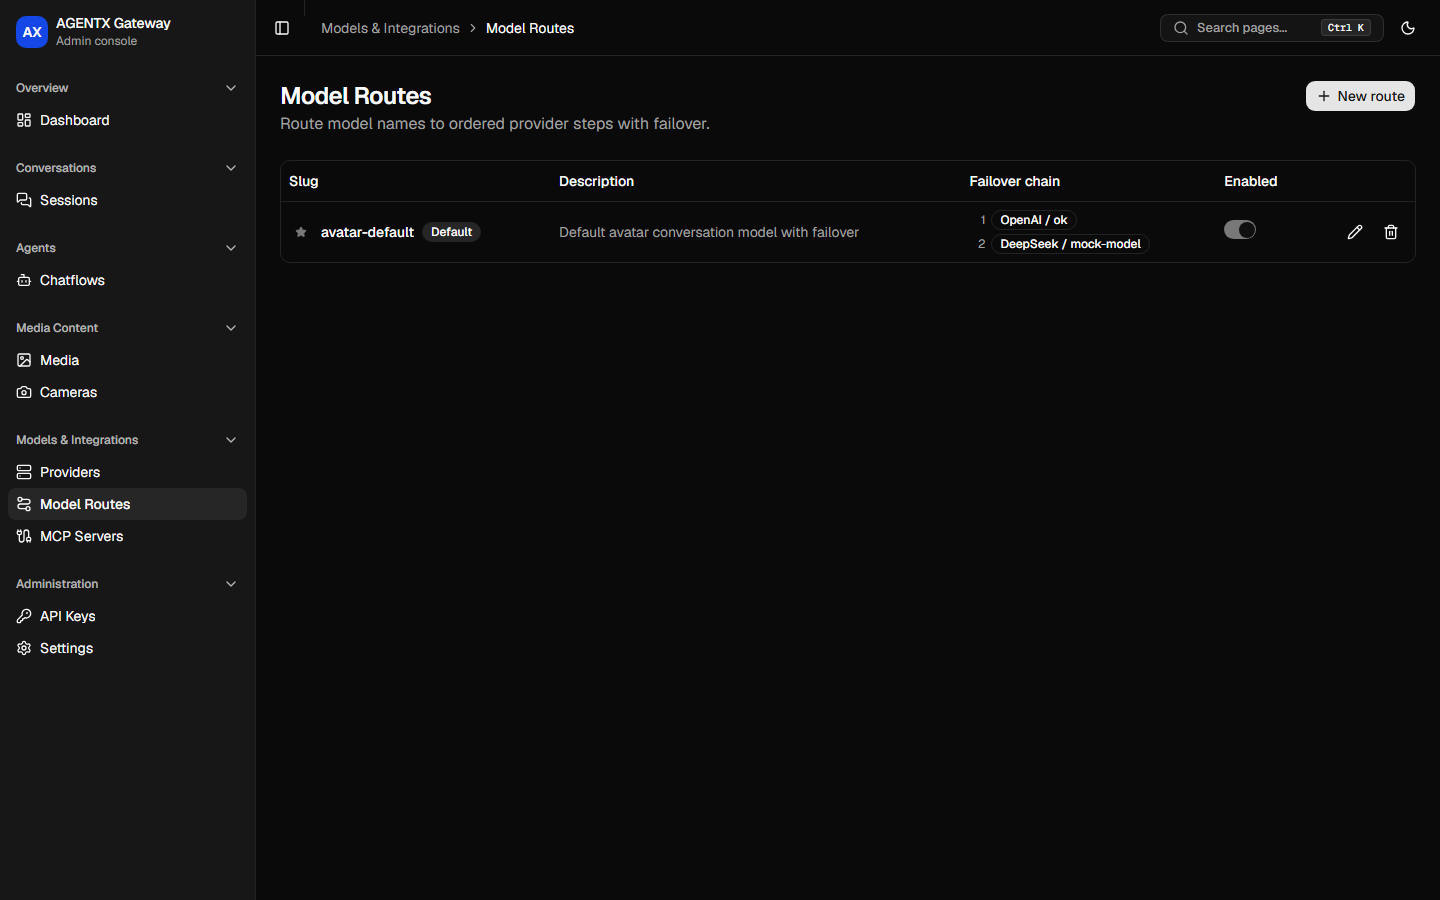 AX
AGENTX Gateway
Admin console
Overview
Dashboard
Conversations
Sessions
Agents
Chatflows
Media Content
Media
Cameras
Models & Integrations
Providers
Model Routes
MCP Servers
Administration
API Keys
Settings
Models & Integrations > Model Routes
Search pages... Ctrl K
Model Routes
Route model names to ordered provider steps with failover.
+ New route
Slug Description Failover chain Enabled
avatar-default Default Default avatar conversation model with failover
1 OpenAI / ok
2 DeepSeek / mock-model